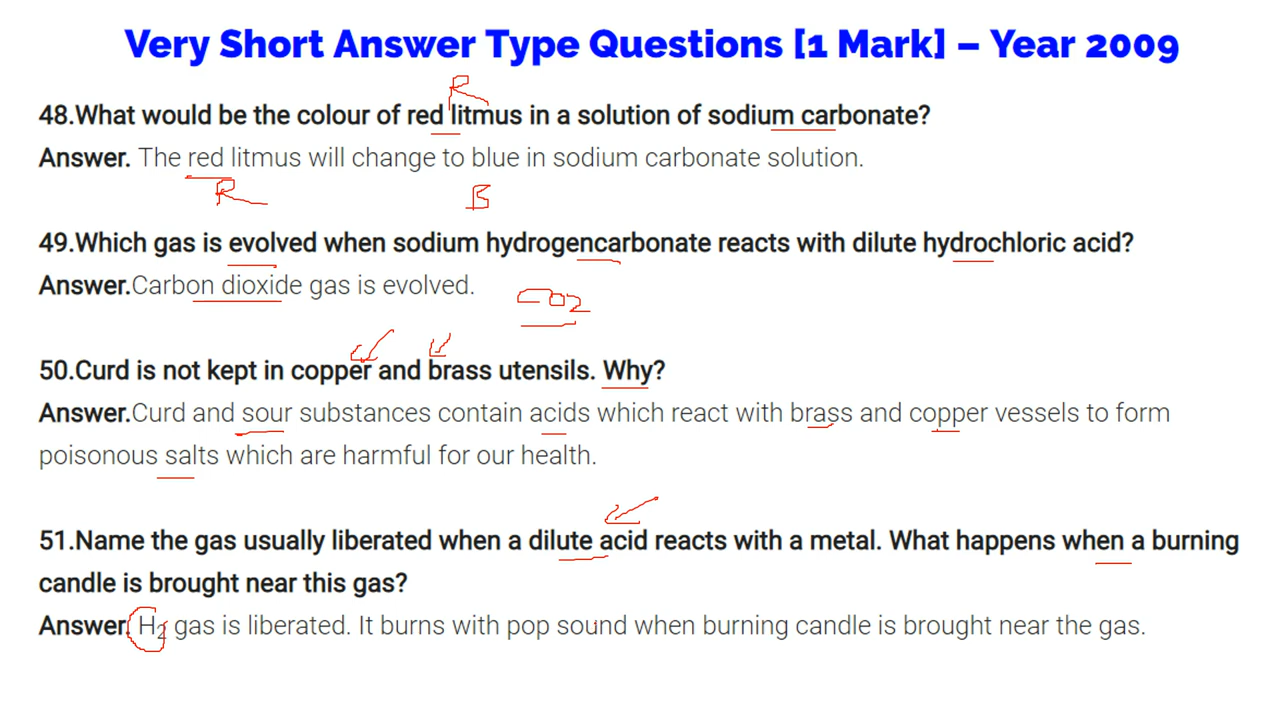 Very Short Answer Type Questions [1 Mark] – Year 2009
R
48.What would be the colour of red litmus in a solution of sodium carbonate?
Answer. The red litmus will change to blue in sodium carbonate solution.
R B
49.Which gas is evolved when sodium hydrogencarbonate reacts with dilute hydrochloric acid?
Answer.Carbon dioxide gas is evolved.
CO2
50.Curd is not kept in copper and brass utensils. Why?
Answer.Curd and sour substances contain acids which react with brass and copper vessels to form
poisonous salts which are harmful for our health.
51.Name the gas usually liberated when a dilute acid reacts with a metal. What happens when a burning
candle is brought near this gas?
Answer. H₂ gas is liberated. It burns with pop sound when burning candle is brought near the gas.